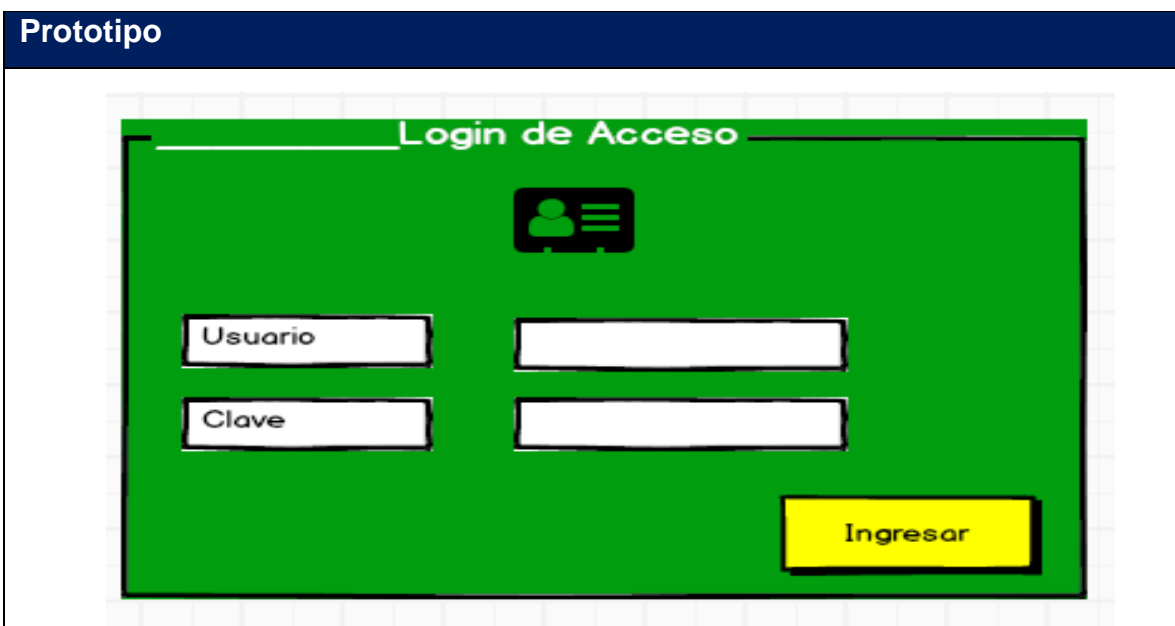 Prototipo
Login de Acceso
Usuario
Clave
Ingresar